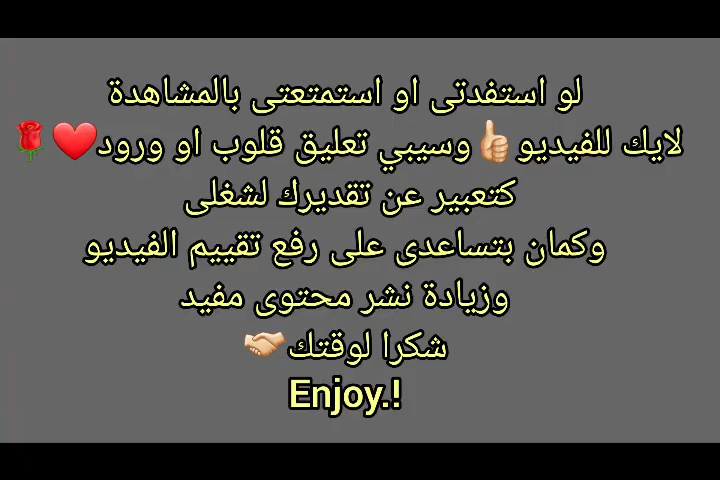 لو استفدتى او استمتعتى بالمشاهدة
لايك للفيديو👍🏼وسيبي تعليق قلوب او ورود❤️🌹
كتعبير عن تقديرك لشغلى
وكمان بتساعدى على رفع تقييم الفيديو
وزيادة نشر محتوى مفيد
شكرا لوقتك🤝🏼
Enjoy.!